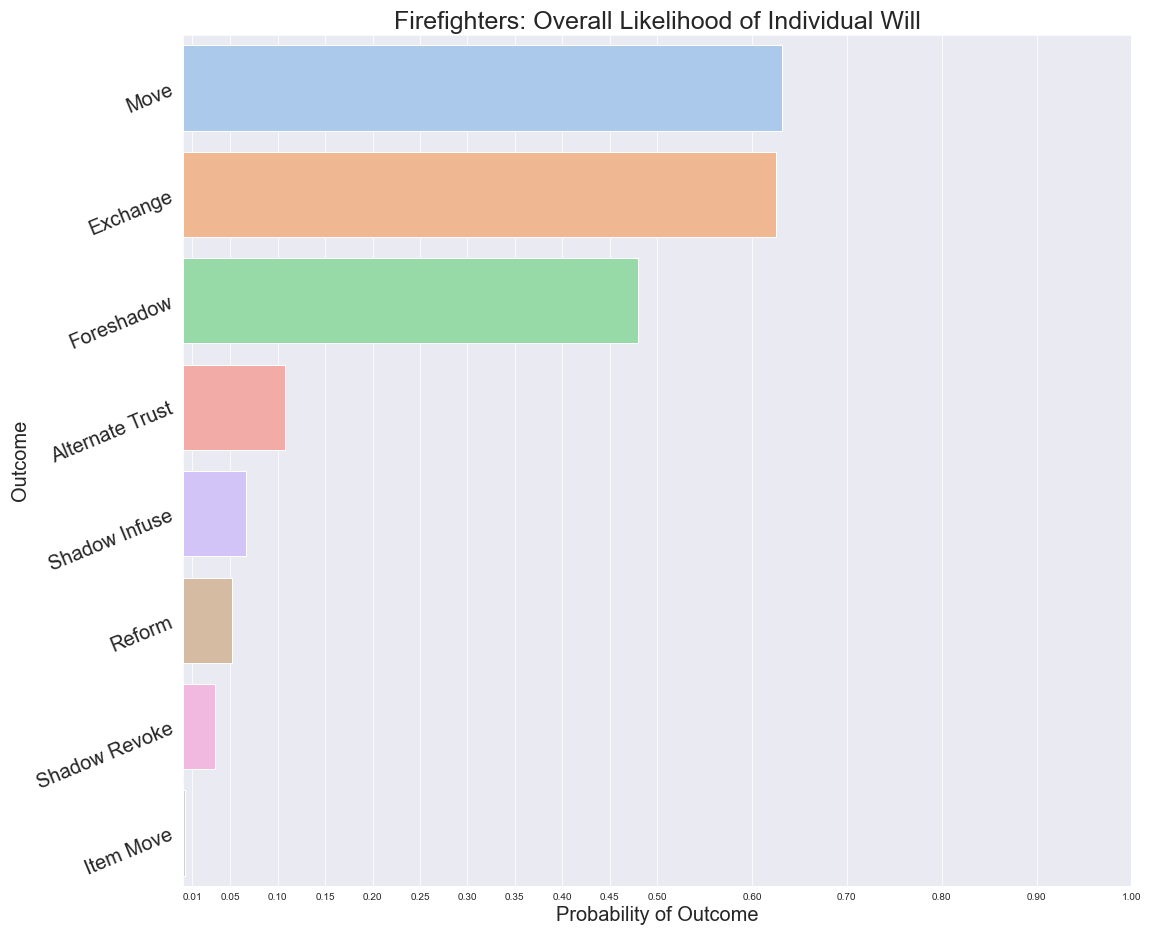 Firefighters: Overall Likelihood of Individual Will
Move
Exchange
Foreshadow
Alternate Trust
Shadow Infuse
Reform
Shadow Revoke
Item Move
Outcome
0.01 0.05 0.10 0.15 0.20 0.25 0.30 0.35 0.40 0.45 0.50 0.60 0.70 0.80 0.90 1.00
Probability of Outcome